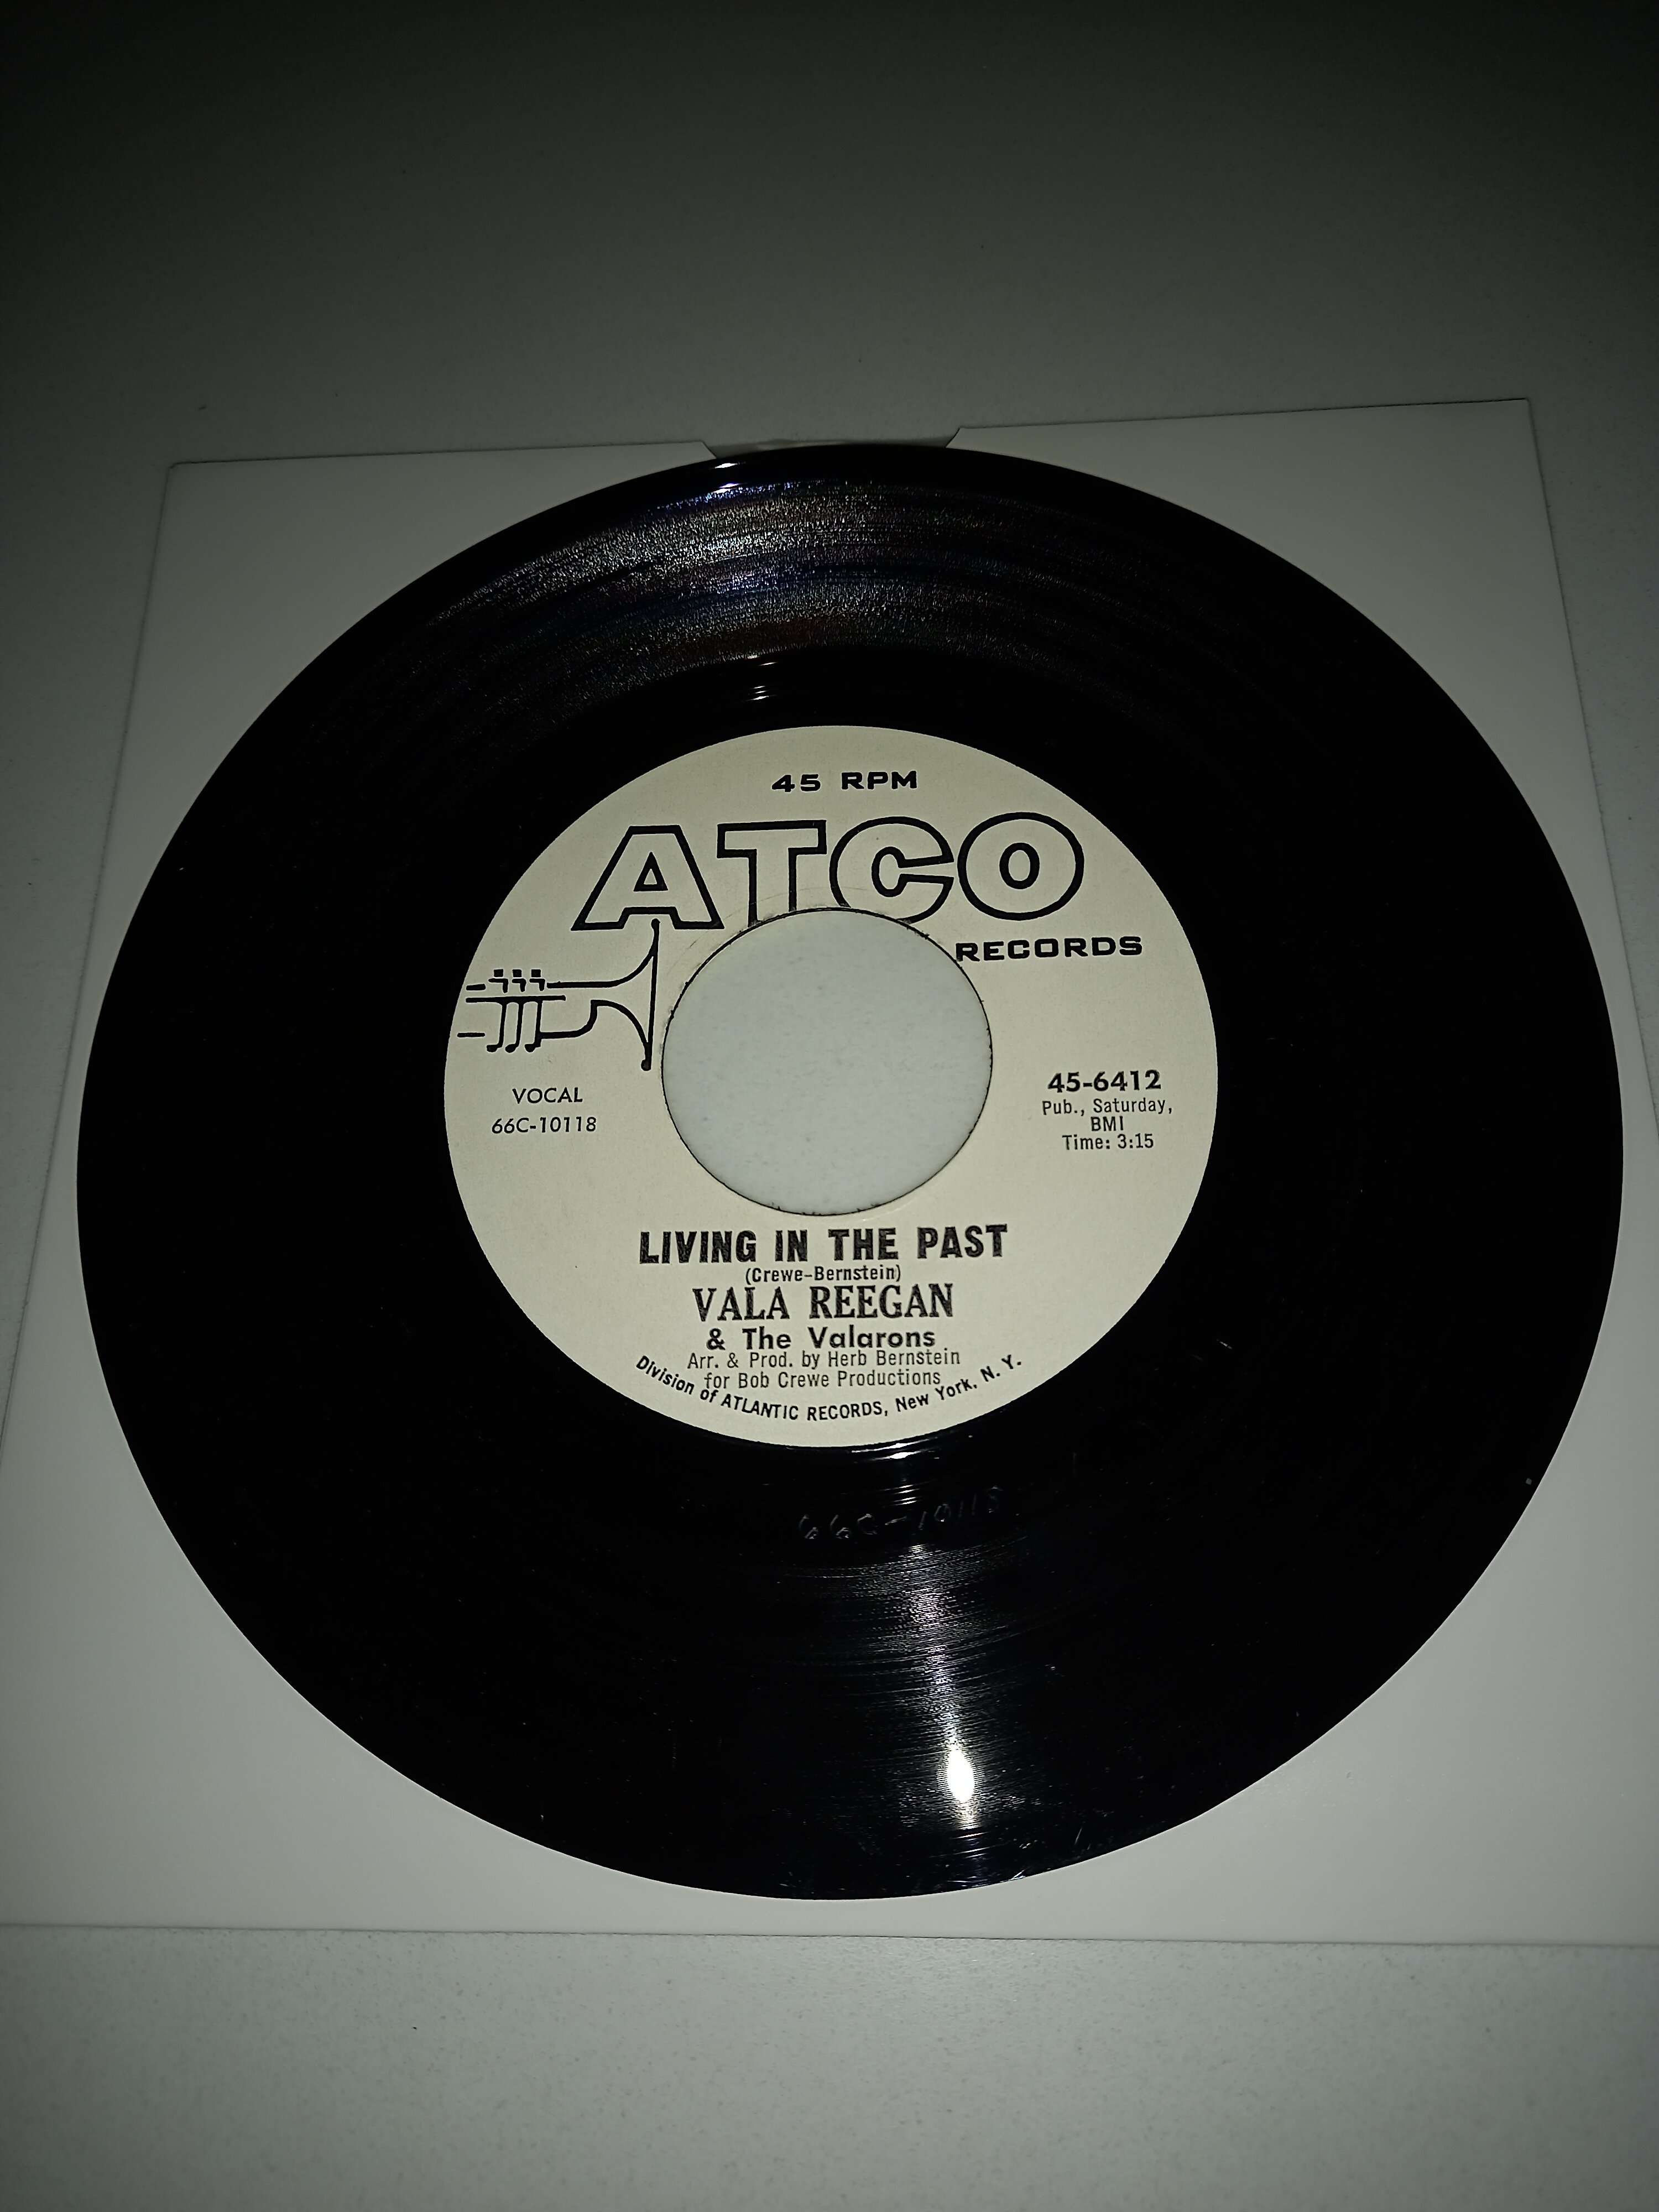 45 RPM
ATCO
RECORDS
VOCAL
66C-10118
45-6412
Pub., Saturday,
BMI
Time: 3:15
LIVING IN THE PAST
(Crewe-Bernstein)
VALA REEGAN
& The Valarons
Arr. & Prod. by Herb Bernstein
for Bob Crewe Productions
Division of ATLANTIC RECORDS, New York, N. Y.
66C-10118